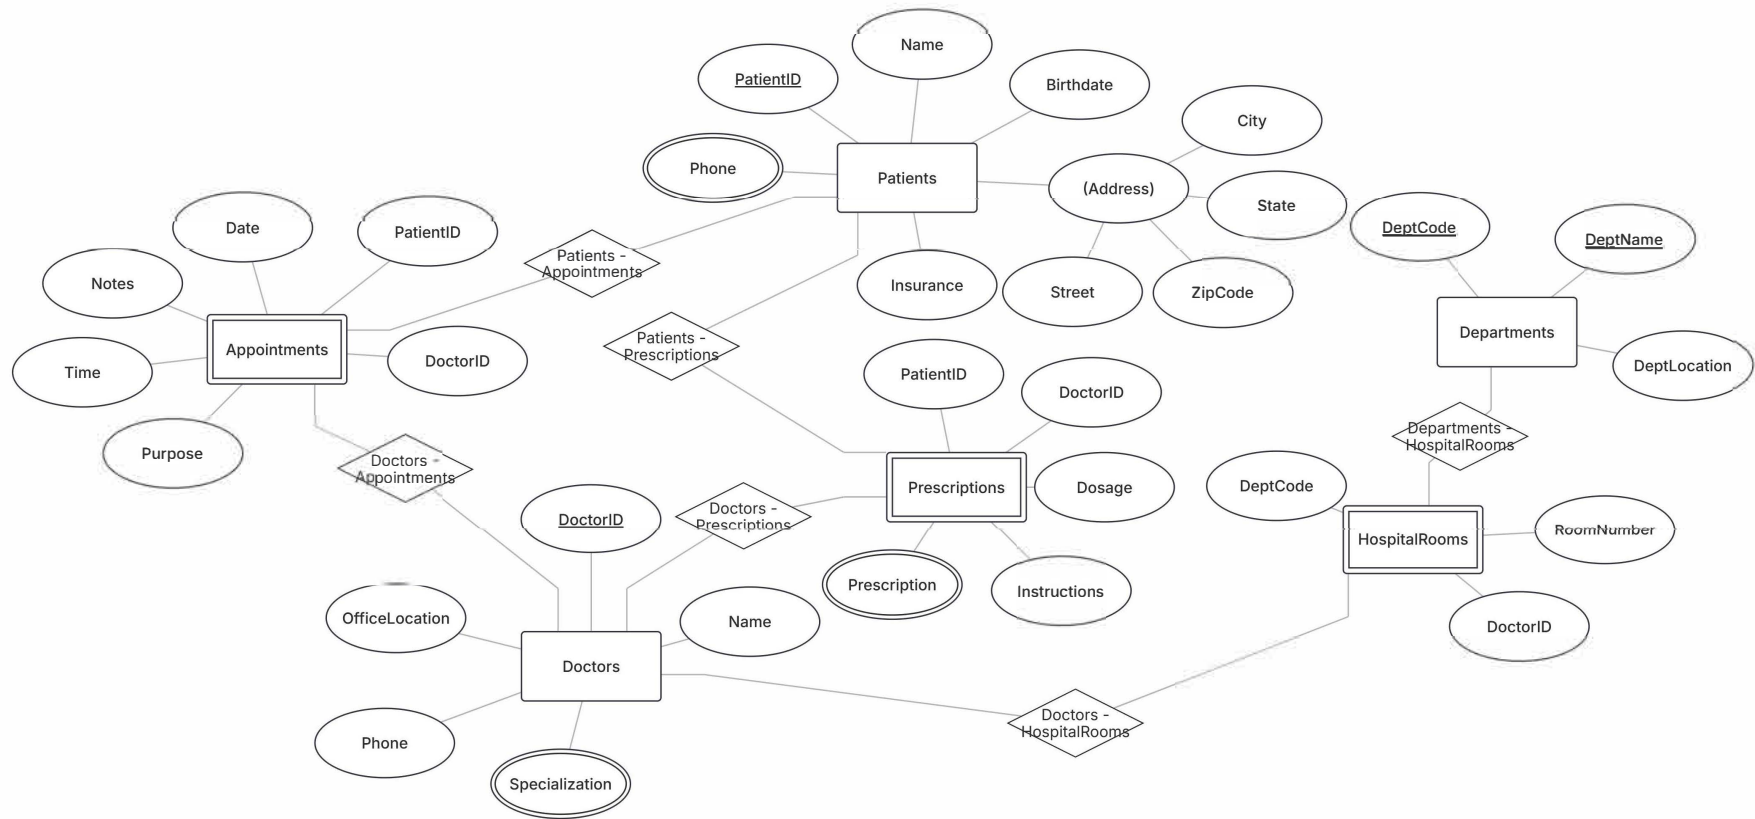 Name
PatientID
Birthdate
City
Phone
Patients
(Address)
State
Date
PatientID
DeptCode
DeptName
Patients -
Appointments
Notes
Insurance
Street
ZipCode
Departments
Appointments
Patients -
Prescriptions
DoctorID
Time
PatientID
DoctorID
DeptLocation
Purpose
Doctors -
Appointments
Departments -
HospitalRooms
Prescriptions
Dosage
DeptCode
DoctorID
Doctors -
Prescriptions
HospitalRooms
RoomNumber
Prescription
Instructions
OfficeLocation
Name
DoctorID
Doctors
Phone
Doctors -
HospitalRooms
Specialization